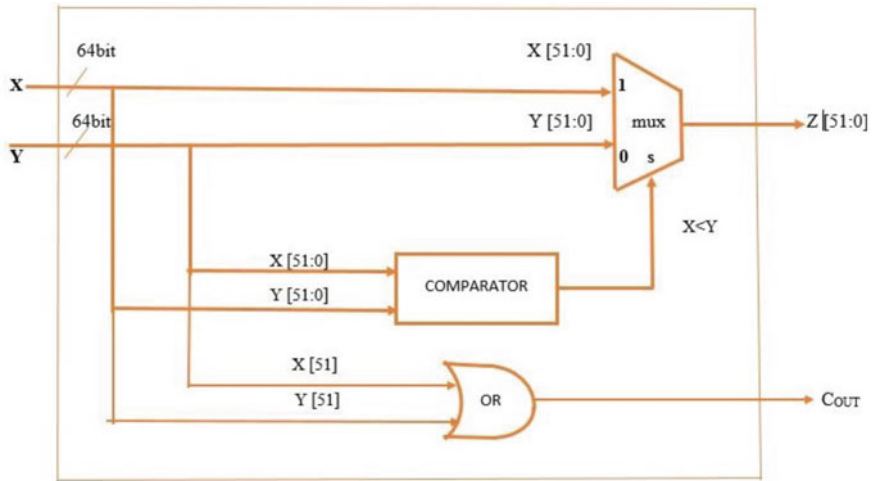 64bit
X [51:0]
X
1
64bit
Y [51:0]
mux
Z [51:0]
Y
0 s
X<Y
X [51:0]
COMPARATOR
Y [51:0]
X [51]
Y [51]
OR
COUT